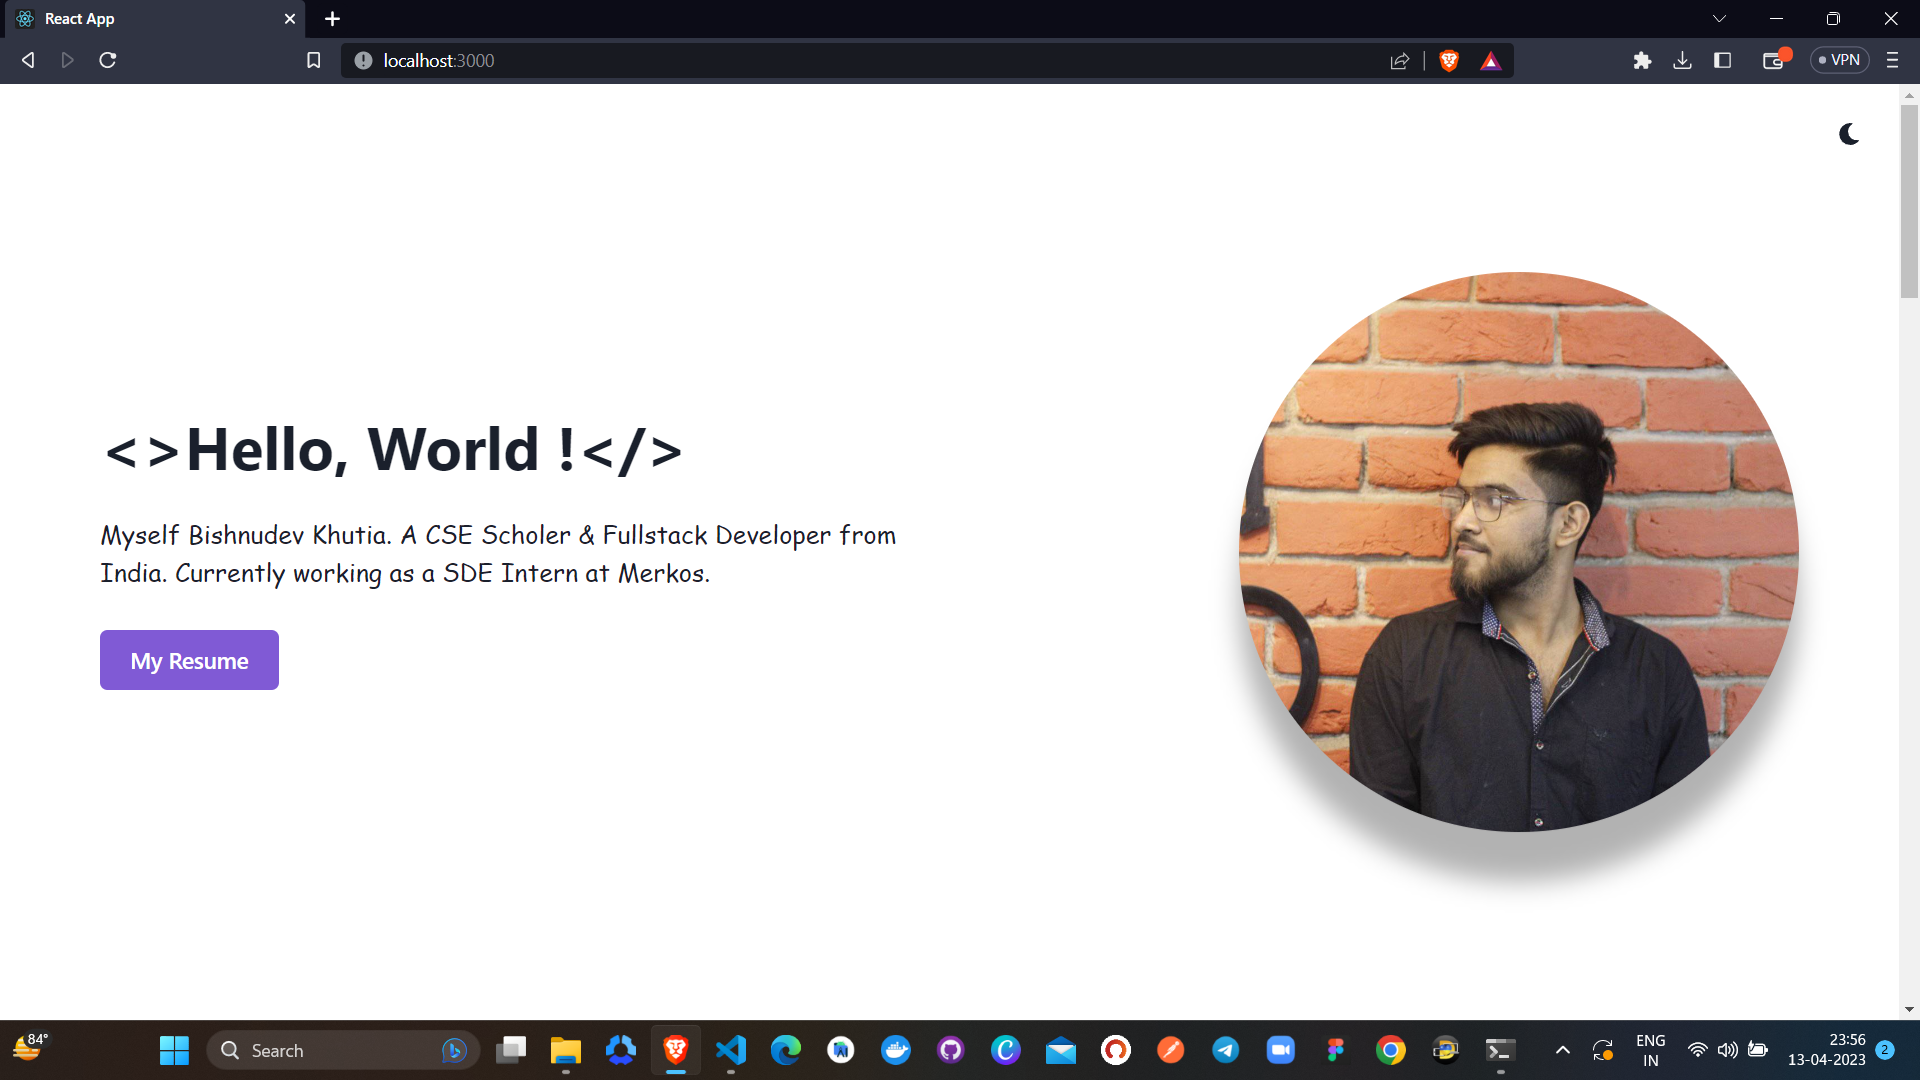 React App
localhost:3000
VPN
<>Hello, World !</>
Myself Bishnudev Khutia. A CSE Scholer & Fullstack Developer from
India. Currently working as a SDE Intern at Merkos.
My Resume
84°
Search
ENG
IN
23:56
13-04-2023
2